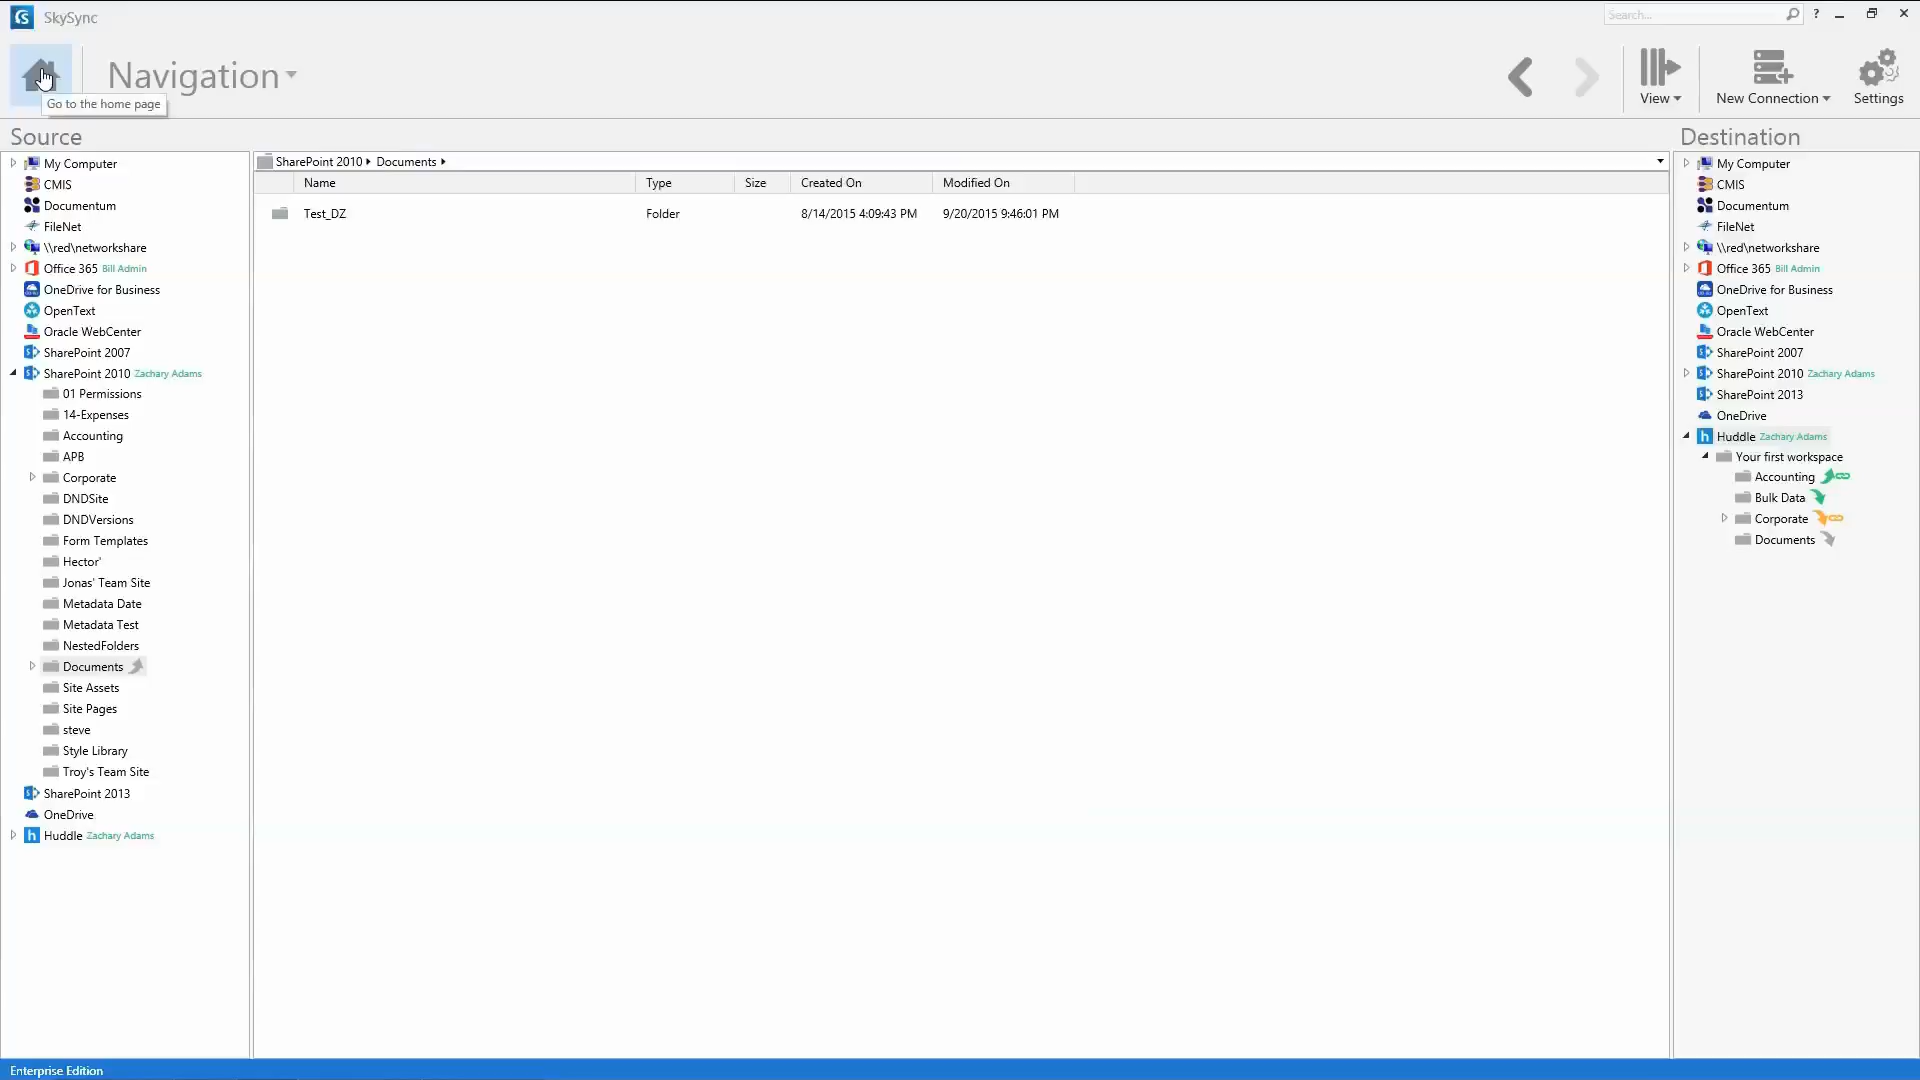 SkySync
Search...
?
Navigation
Go to the home page
View
New Connection
Settings
Source
My Computer
CMIS
Documentum
FileNet
\\red\networkshare
Office 365 Bill Admin
OneDrive for Business
OpenText
Oracle WebCenter
SharePoint 2007
SharePoint 2010 Zachary Adams
01 Permissions
14-Expenses
Accounting
APB
Corporate
DNDSite
DNDVersions
Form Templates
Hector'
Jonas' Team Site
Metadata Date
Metadata Test
NestedFolders
Documents
Site Assets
Site Pages
steve
Style Library
Troy's Team Site
SharePoint 2013
OneDrive
Huddle Zachary Adams
SharePoint 2010 Documents
Name Type Size Created On Modified On
Test_DZ Folder 8/14/2015 4:09:43 PM 9/20/2015 9:46:01 PM
Destination
My Computer
CMIS
Documentum
FileNet
\\red\networkshare
Office 365 Bill Admin
OneDrive for Business
OpenText
Oracle WebCenter
SharePoint 2007
SharePoint 2010 Zachary Adams
SharePoint 2013
OneDrive
Huddle Zachary Adams
Your first workspace
Accounting
Bulk Data
Corporate
Documents
Enterprise Edition